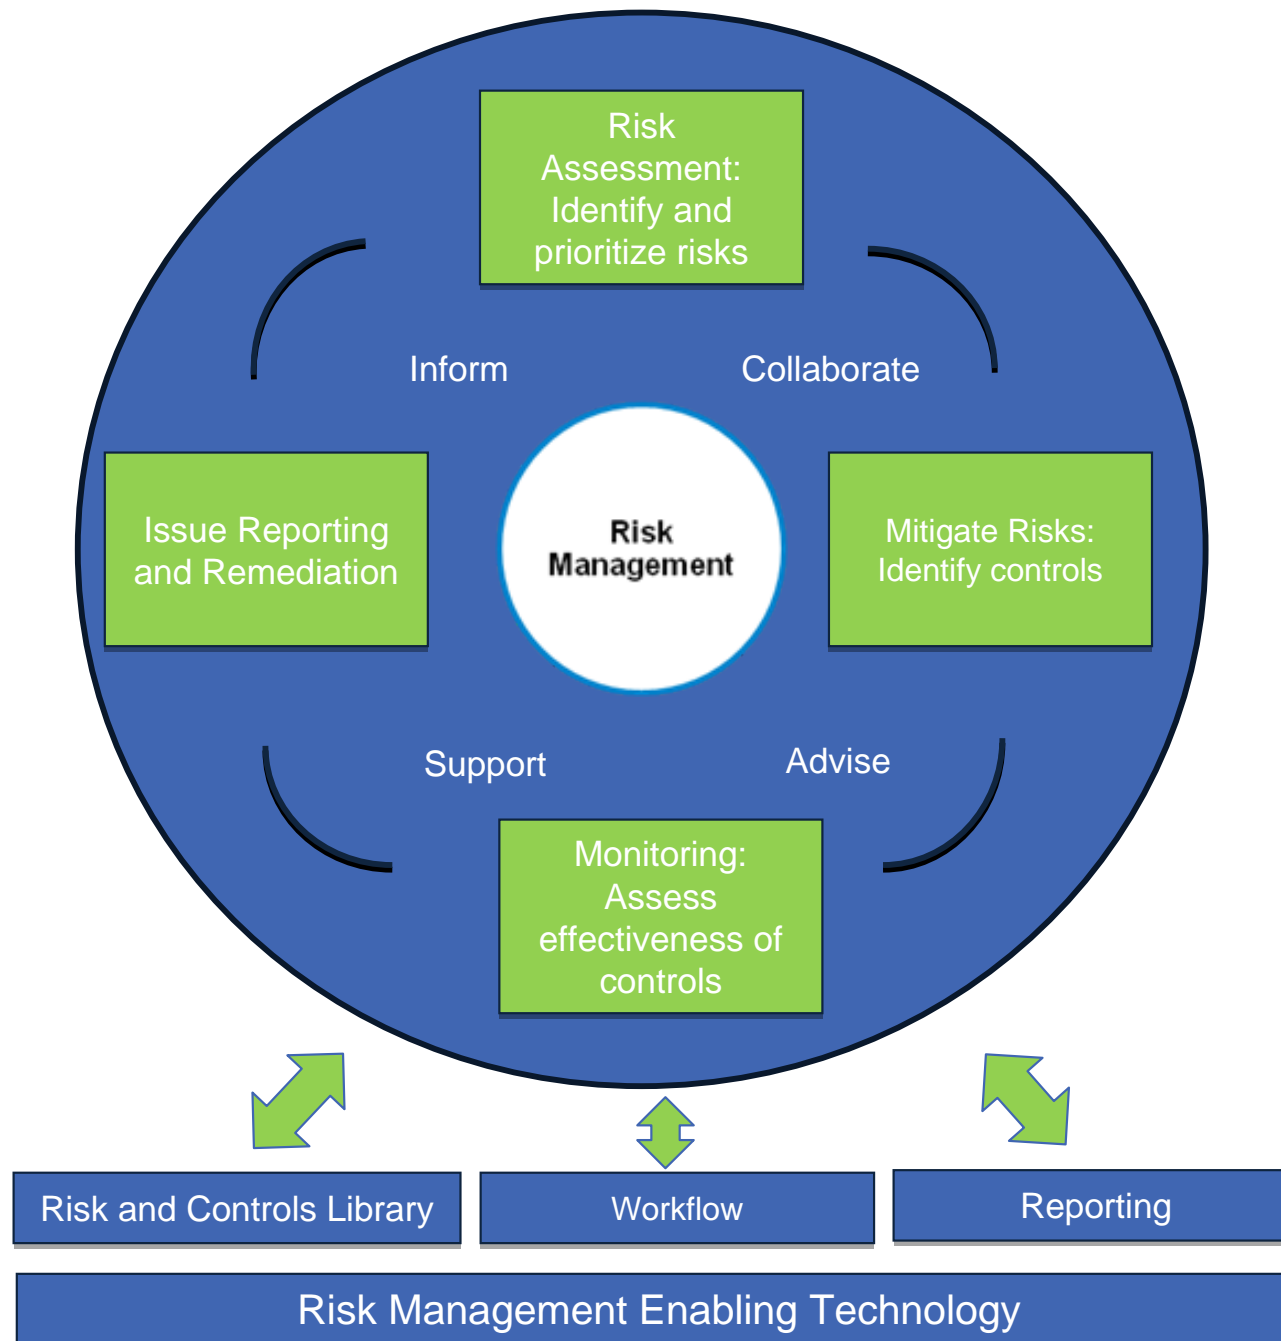 Risk
Assessment:
Identify and
prioritize risks
Inform
Collaborate
Issue Reporting
and Remediation
Risk
Management
Mitigate Risks:
Identify controls
Support
Advise
Monitoring:
Assess
effectiveness of
controls
Risk and Controls Library
Workflow
Reporting
Risk Management Enabling Technology